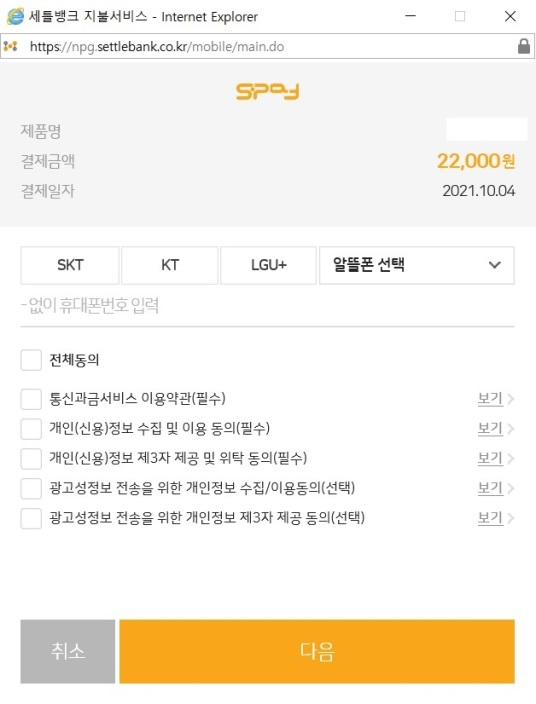 세틀뱅크 지불서비스 - Internet Explorer
https://npg.settlebank.co.kr/mobile/main.do
SPay
제품명
결제금액 22,000원
결제일자 2021.10.04
SKT KT LGU+ 알뜰폰 선택
-없이 휴대폰번호 입력
전체동의
통신과금서비스 이용약관(필수) 보기
개인(신용)정보 수집 및 이용 동의(필수) 보기
개인(신용)정보 제3자 제공 및 위탁 동의(필수) 보기
광고성정보 전송을 위한 개인정보 수집/이용동의(선택) 보기
광고성정보 전송을 위한 개인정보 제3자 제공 동의(선택) 보기
취소 다음